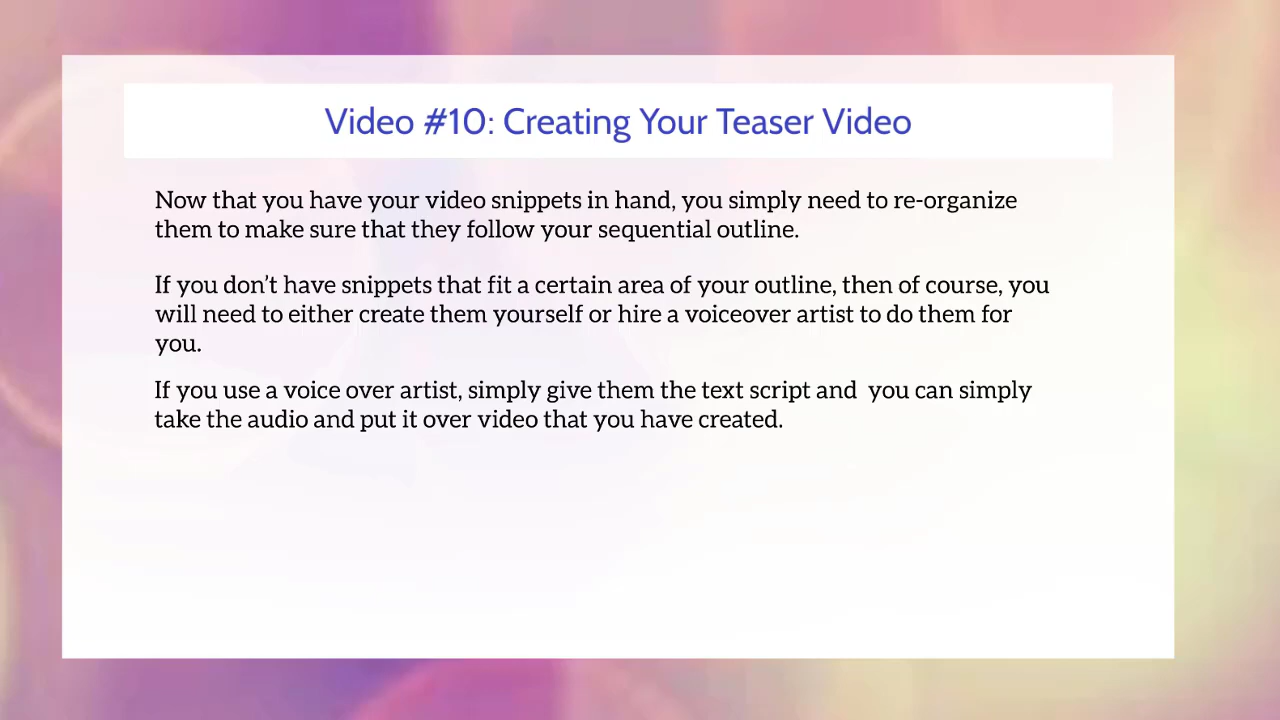 Video #10: Creating Your Teaser Video
Now that you have your video snippets in hand, you simply need to re-organize
them to make sure that they follow your sequential outline.
If you don’t have snippets that fit a certain area of your outline, then of course, you
will need to either create them yourself or hire a voiceover artist to do them for
you.
If you use a voice over artist, simply give them the text script and  you can simply
take the audio and put it over video that you have created.